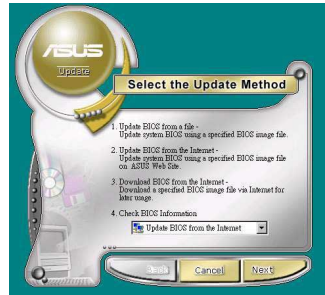 ASUS
Update
Select the Update Method
1. Update BIOS from a file -
Update system BIOS using a specified BIOS image file.
2. Update BIOS from the Internet -
Update system BIOS using a specified BIOS image file
on ASUS Web Site.
3. Download BIOS from the Internet -
Download a specified BIOS image file via Internet for
later usage.
4. Check BIOS Information
Update BIOS from the Internet
Cancel
Next